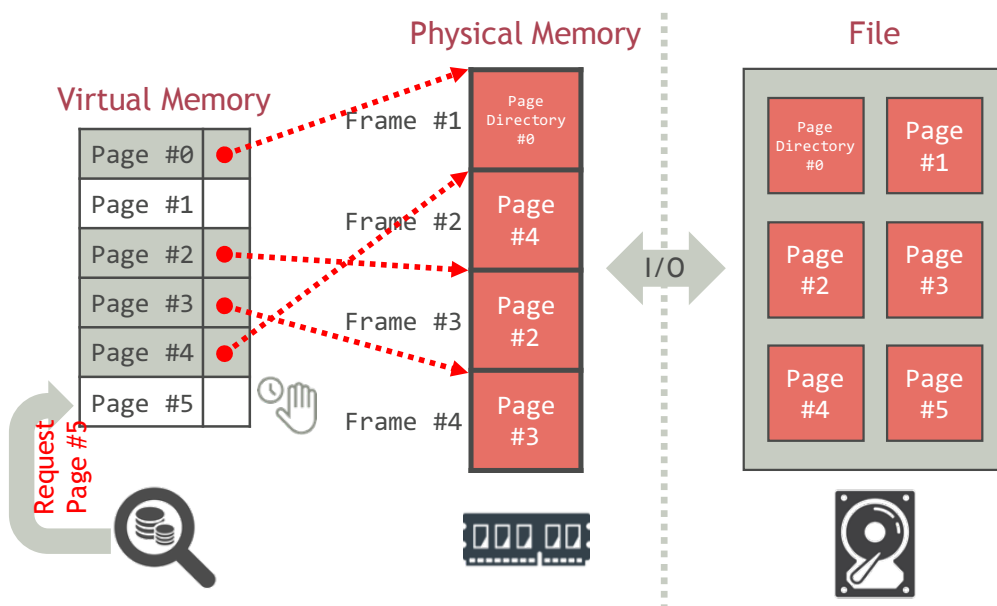 Physical Memory
File
Virtual Memory
Page #0
Page #1
Page #2
Page #3
Page #4
Page #5
Request
Page #5
Frame #1
Frame #2
Frame #3
Frame #4
Page
Directory
#0
Page
#4
Page
#2
Page
#3
I/O
Page
Directory
#0
Page
#1
Page
#2
Page
#3
Page
#4
Page
#5